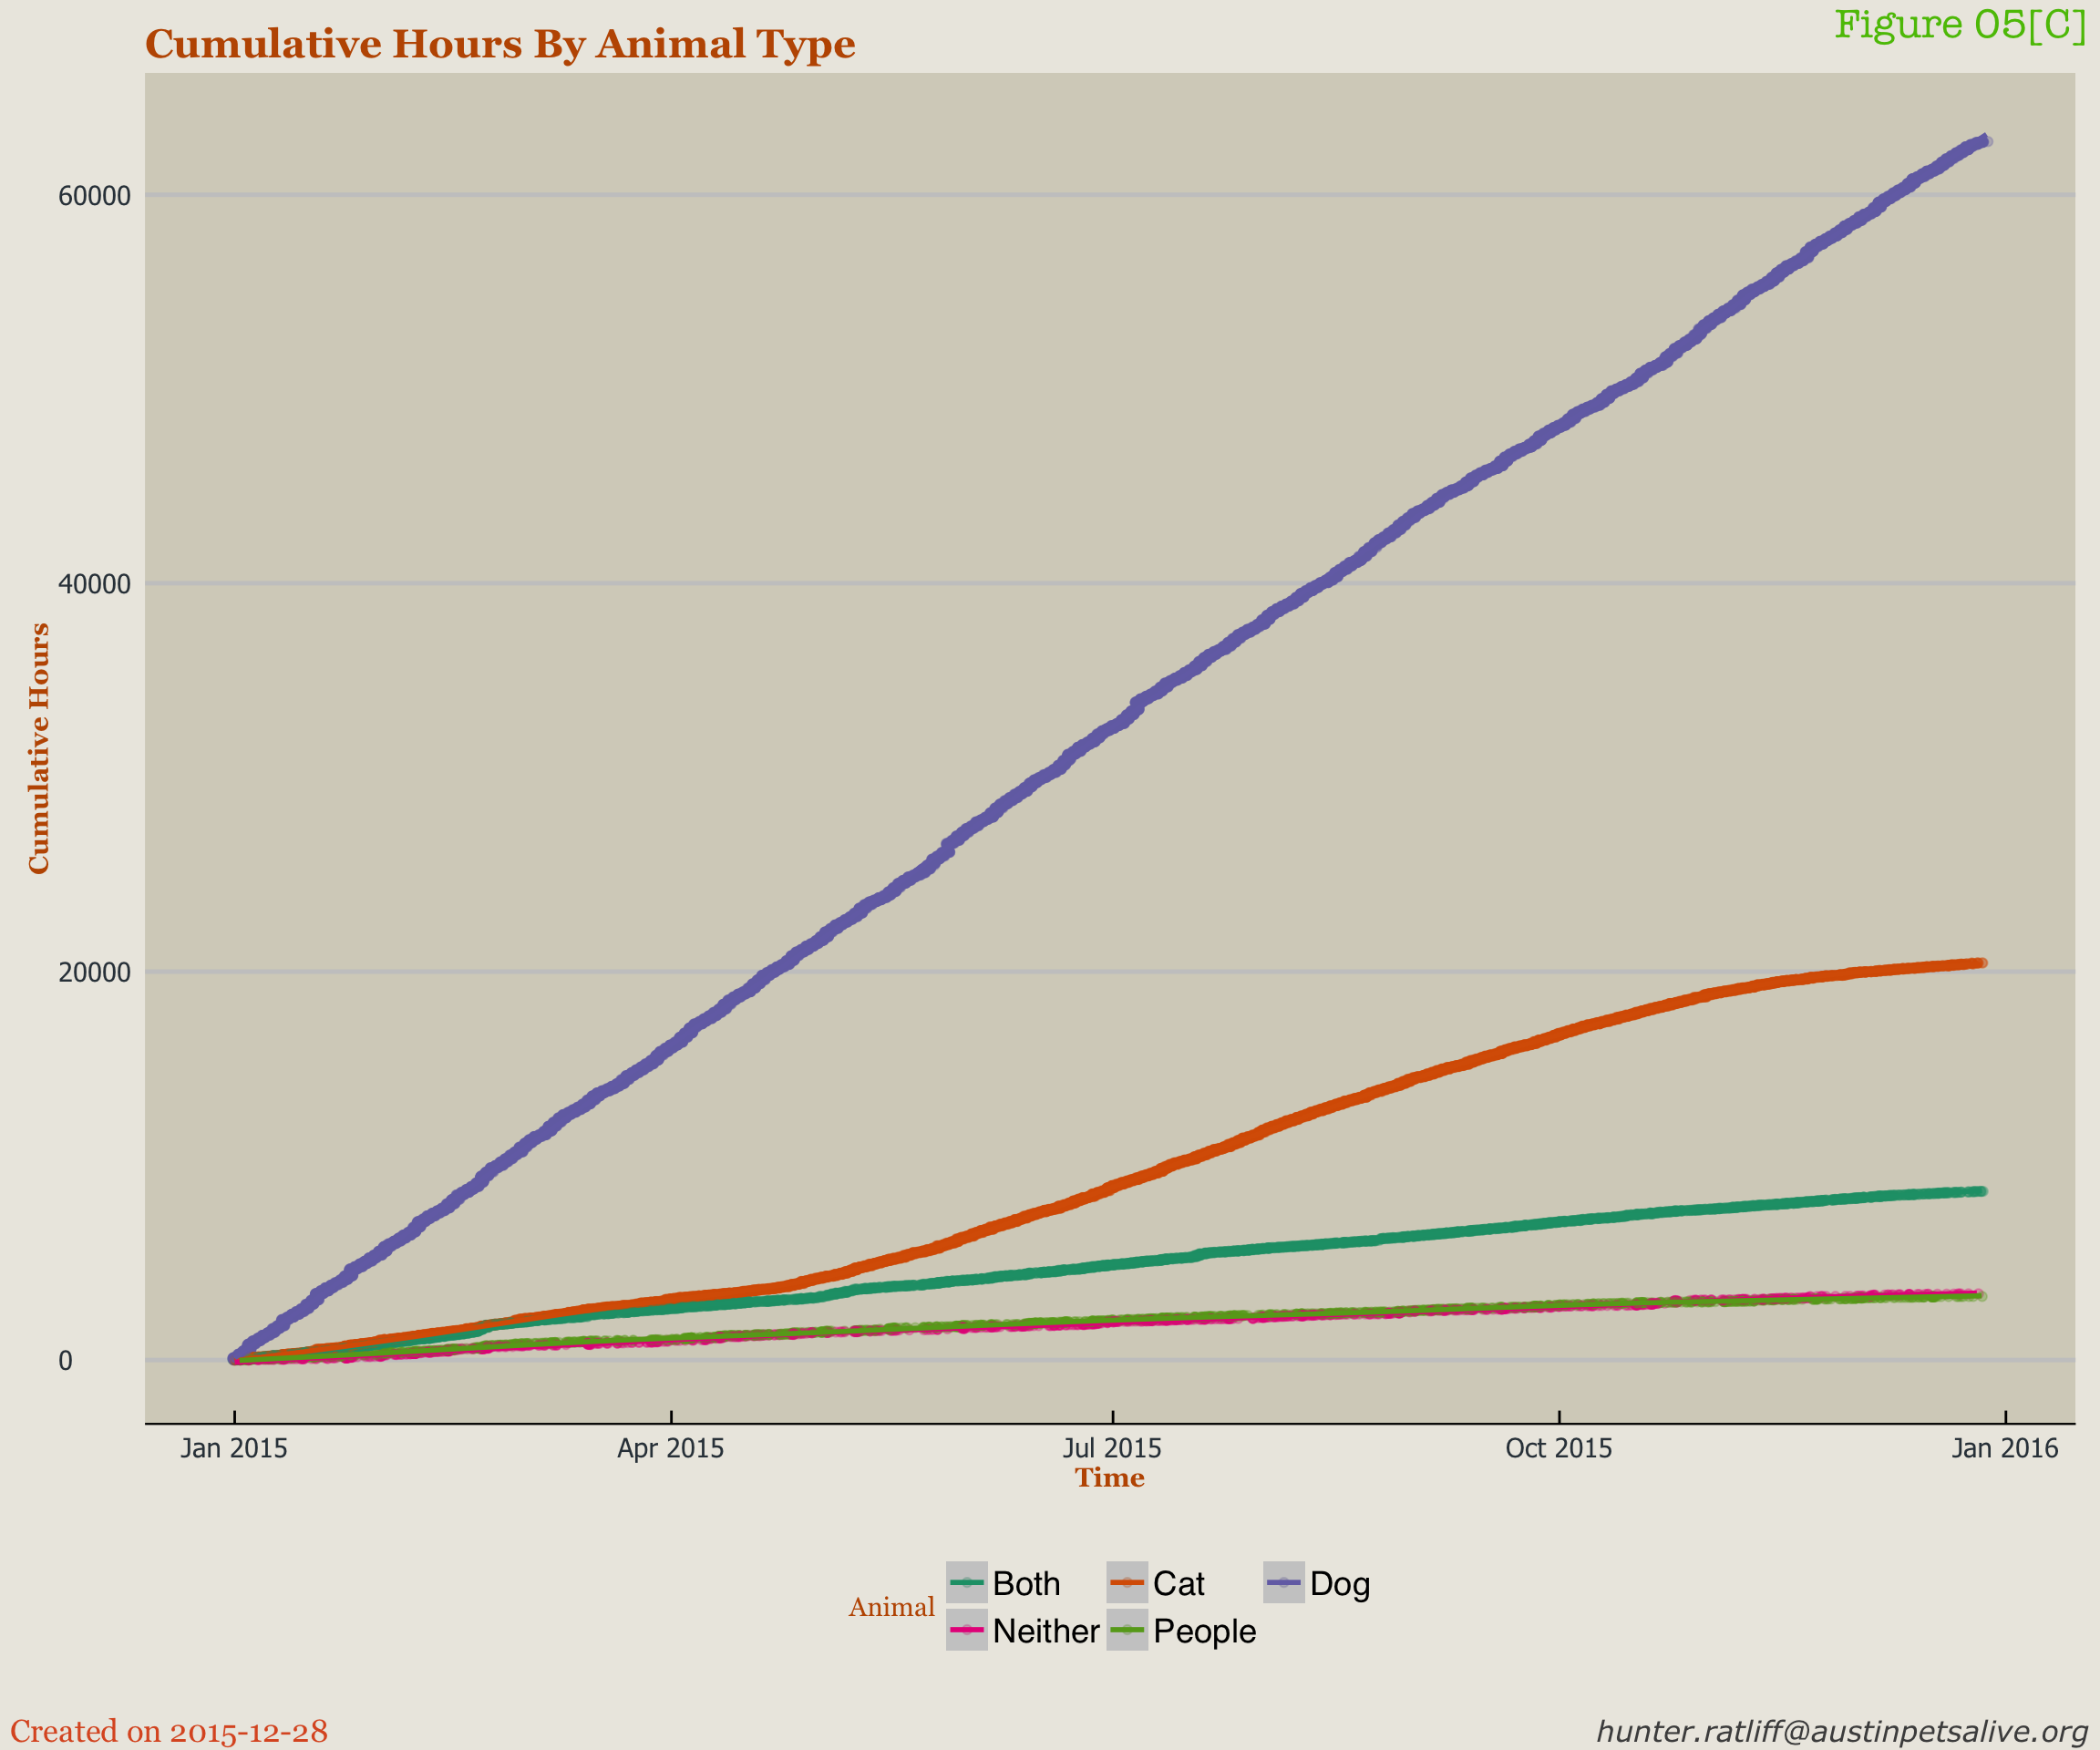 Figure 05[C]
Cumulative Hours By Animal Type
Cumulative Hours
60000
40000
20000
0
Jan 2015 Apr 2015 Jul 2015 Oct 2015 Jan 2016
Time
Animal
Both Cat Dog
Neither People
Created on 2015-12-28
hunter.ratliff@austinpetsalive.org